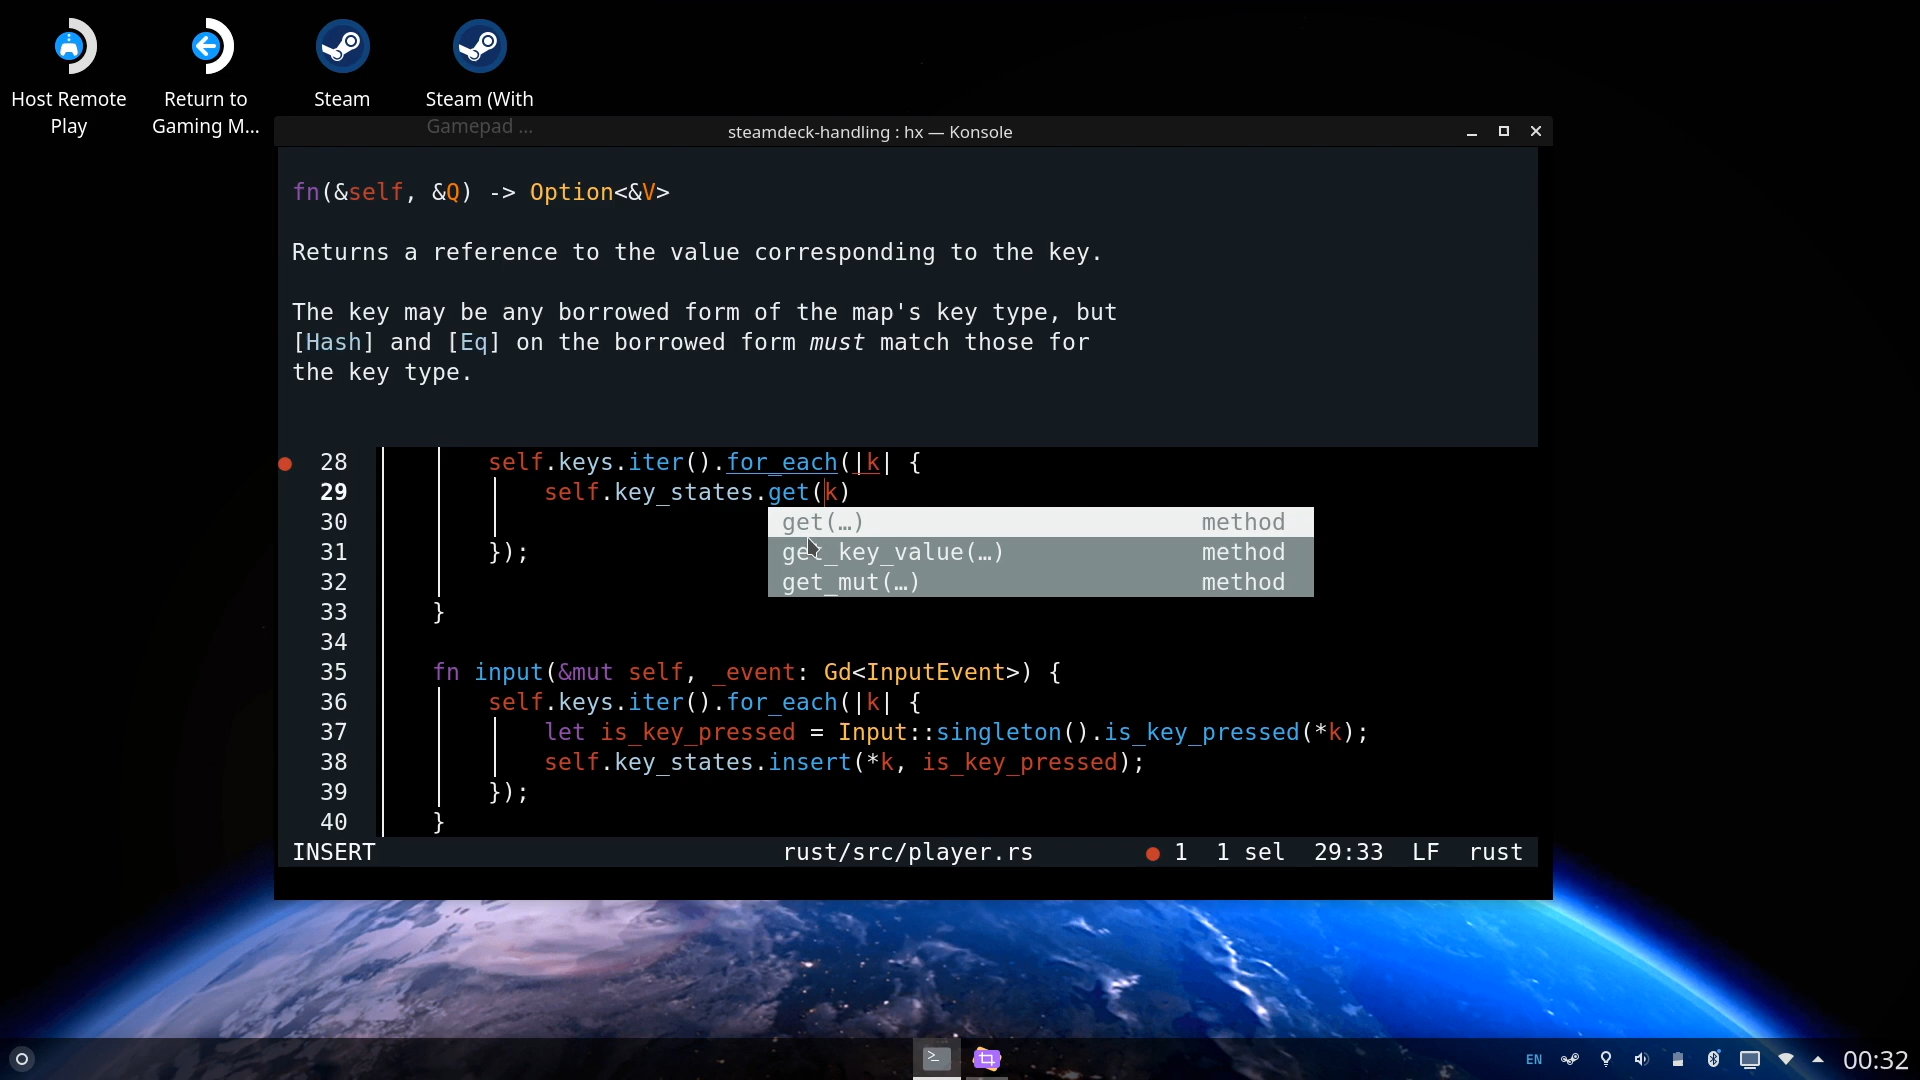 Host Remote
Play
Return to
Gaming M...
Steam
Steam (With
Gamepad ...
steamdeck-handling : hx — Konsole
fn(&self, &Q) -> Option<&V>
Returns a reference to the value corresponding to the key.
The key may be any borrowed form of the map's key type, but
[Hash] and [Eq] on the borrowed form must match those for
the key type.
28 self.keys.iter().for_each(|k| {
29 self.key_states.get(k)
get(…) method
get_key_value(…) method
get_mut(…) method
30
31 });
32
33 }
34
35 fn input(&mut self, _event: Gd<InputEvent>) {
36 self.keys.iter().for_each(|k| {
37 let is_key_pressed = Input::singleton().is_key_pressed(*k);
38 self.key_states.insert(*k, is_key_pressed);
39 });
40 }
INSERT rust/src/player.rs ● 1 1 sel 29:33 LF rust
EN 00:32